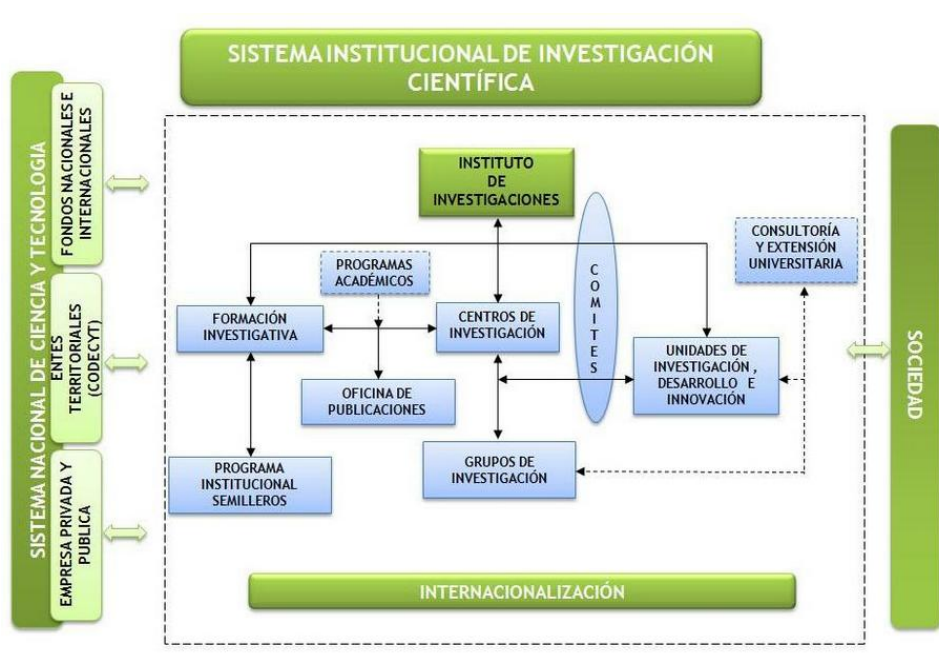 SISTEMA INSTITUCIONAL DE INVESTIGACIÓN
CIENTÍFICA
SISTEMA NACIONAL DE CIENCIA Y TECNOLOGIA
FONDOS NACIONALES E
INTERNACIONALES
ENTES
TERRITORIALES
(CODECYT)
EMPRESA PRIVADA Y
PUBLICA
INSTITUTO
DE
INVESTIGACIONES
PROGRAMAS
ACADÉMICOS
COMITES
CONSULTORÍA
Y EXTENSIÓN
UNIVERSITARIA
FORMACIÓN
INVESTIGATIVA
CENTROS DE
INVESTIGACIÓN
UNIDADES DE
INVESTIGACIÓN ,
DESARROLLO E
INNOVACIÓN
OFICINA DE
PUBLICACIONES
PROGRAMA
INSTITUCIONAL
SEMILLEROS
GRUPOS DE
INVESTIGACIÓN
INTERNACIONALIZACIÓN
SOCIEDAD